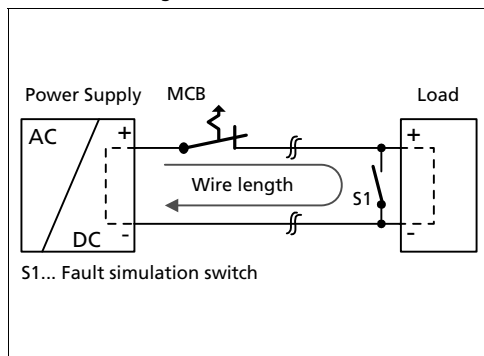 Power Supply
MCB
Load
AC
+
+
Wire length
S1
DC
-
-
S1... Fault simulation switch